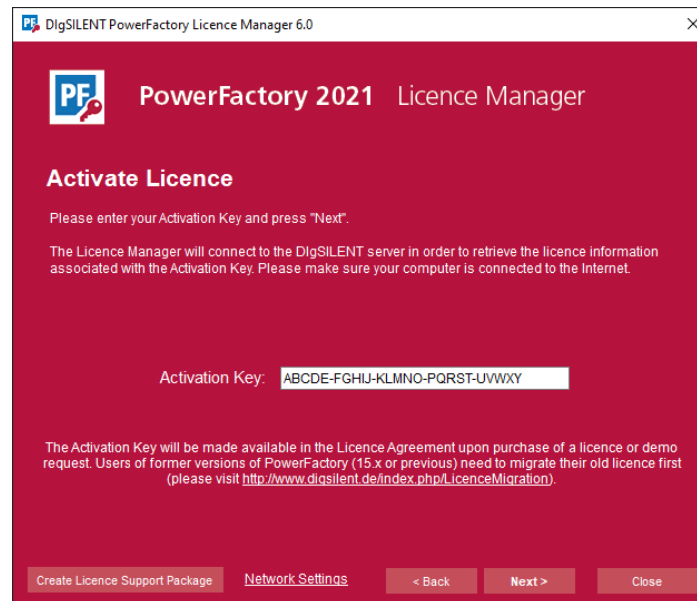 DIgSILENT PowerFactory Licence Manager 6.0
PF
PowerFactory 2021 Licence Manager
Activate Licence
Please enter your Activation Key and press "Next".
The Licence Manager will connect to the DIgSILENT server in order to retrieve the licence information
associated with the Activation Key. Please make sure your computer is connected to the Internet.
Activation Key: ABCDE-FGHIJ-KLMNO-PQRST-UVWXY
The Activation Key will be made available in the Licence Agreement upon purchase of a licence or demo
request. Users of former versions of PowerFactory (15.x or previous) need to migrate their old licence first
(please visit http://www.digsilent.de/index.php/LicenceMigration).
Create Licence Support Package Network Settings < Back Next > Close